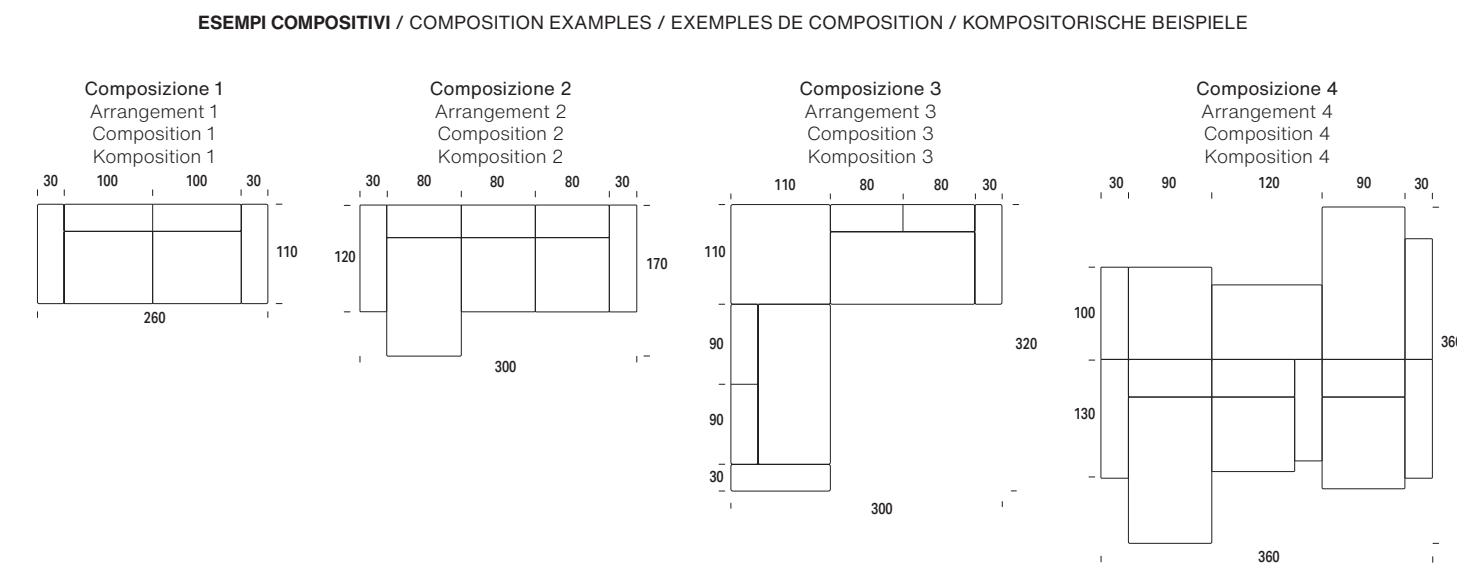 ESEMPI COMPOSITIVI / COMPOSITION EXAMPLES / EXEMPLES DE COMPOSITION / KOMPOSITORISCHE BEISPIELE
Composizione 1
Arrangement 1
Composition 1
Komposition 1
30 100 100 30
110
260
Composizione 2
Arrangement 2
Composition 2
Komposition 2
30 80 80 80 30
120
170
300
Composizione 3
Arrangement 3
Composition 3
Komposition 3
110 80 80 30
110
90
320
90
30
300
Composizione 4
Arrangement 4
Composition 4
Komposition 4
30 90 120 90 30
100
360
130
360